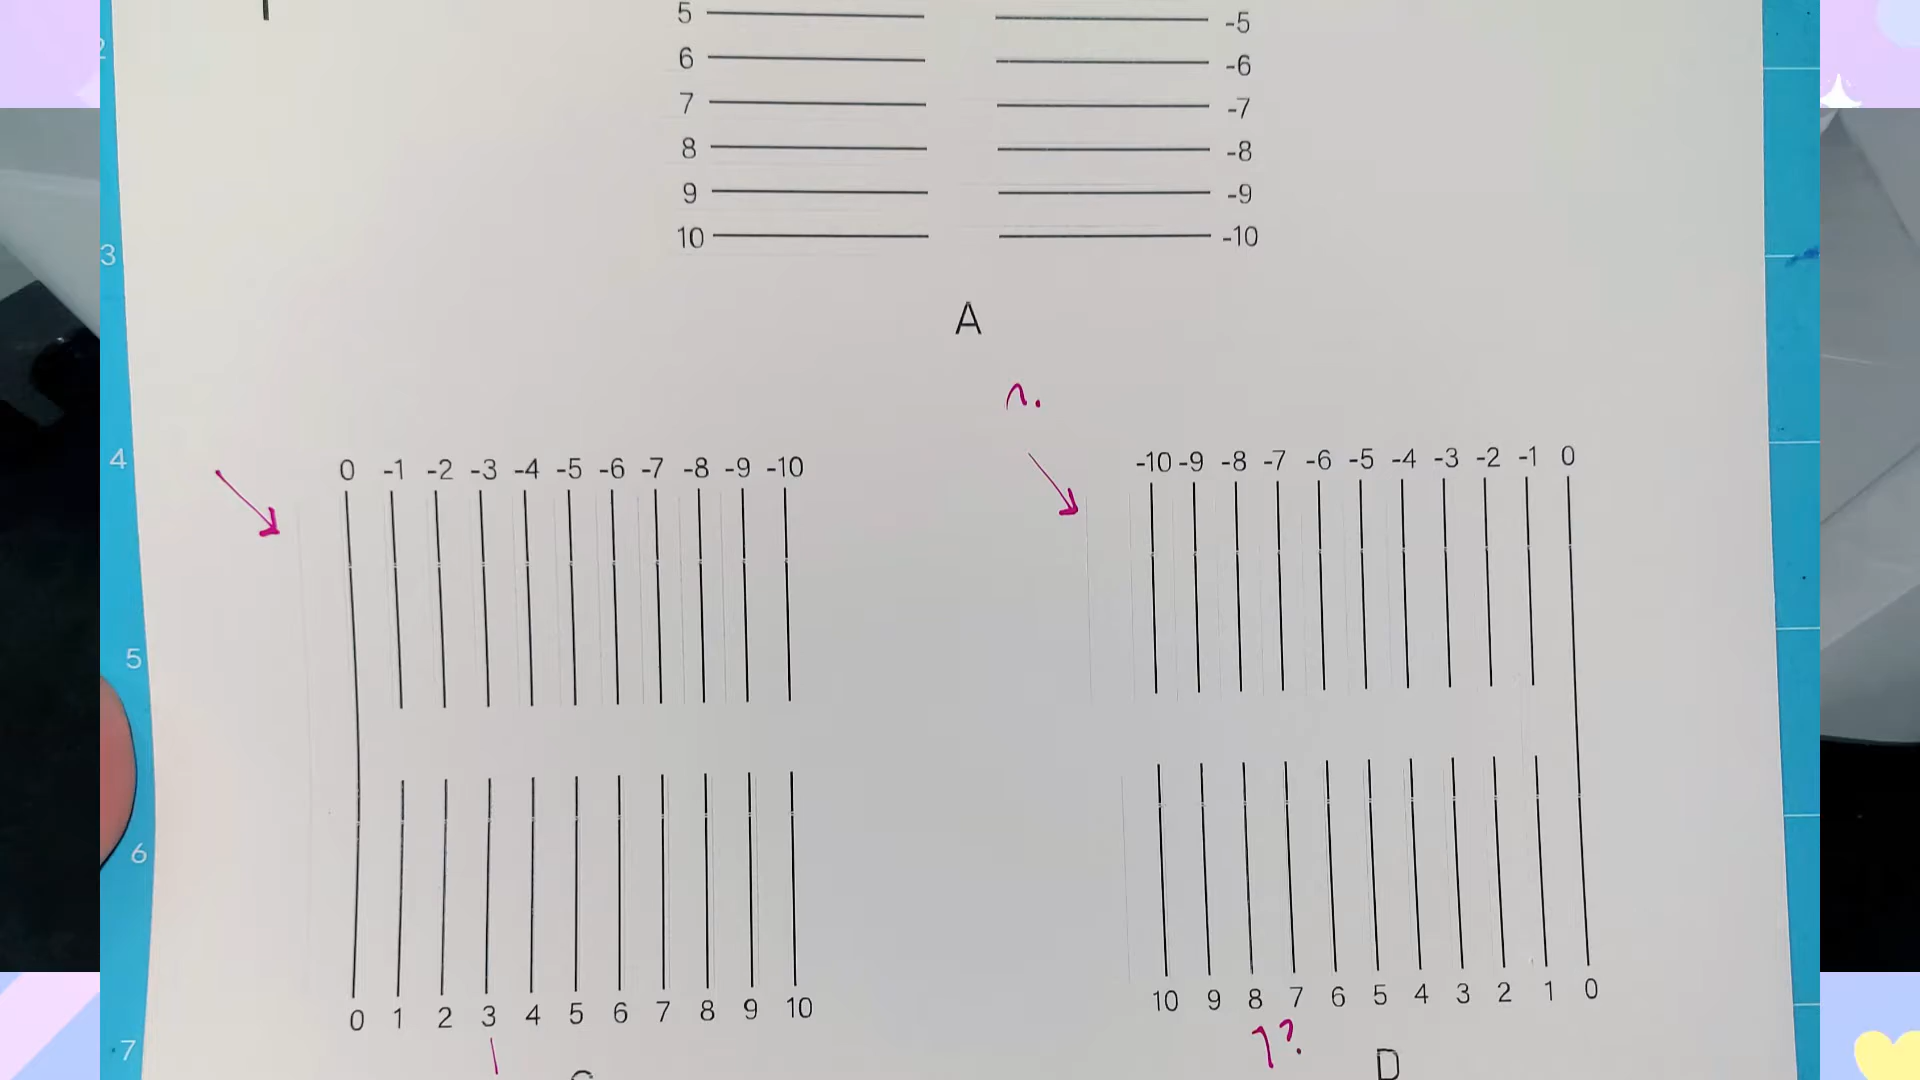 5 -5
6 -6
7 -7
8 -8
9 -9
10 -10
A
0 -1 -2 -3 -4 -5 -6 -7 -8 -9 -10
-10 -9 -8 -7 -6 -5 -4 -3 -2 -1 0
0 1 2 3 4 5 6 7 8 9 10
10 9 8 7 6 5 4 3 2 1 0
?
D
2
3
4
5
6
7